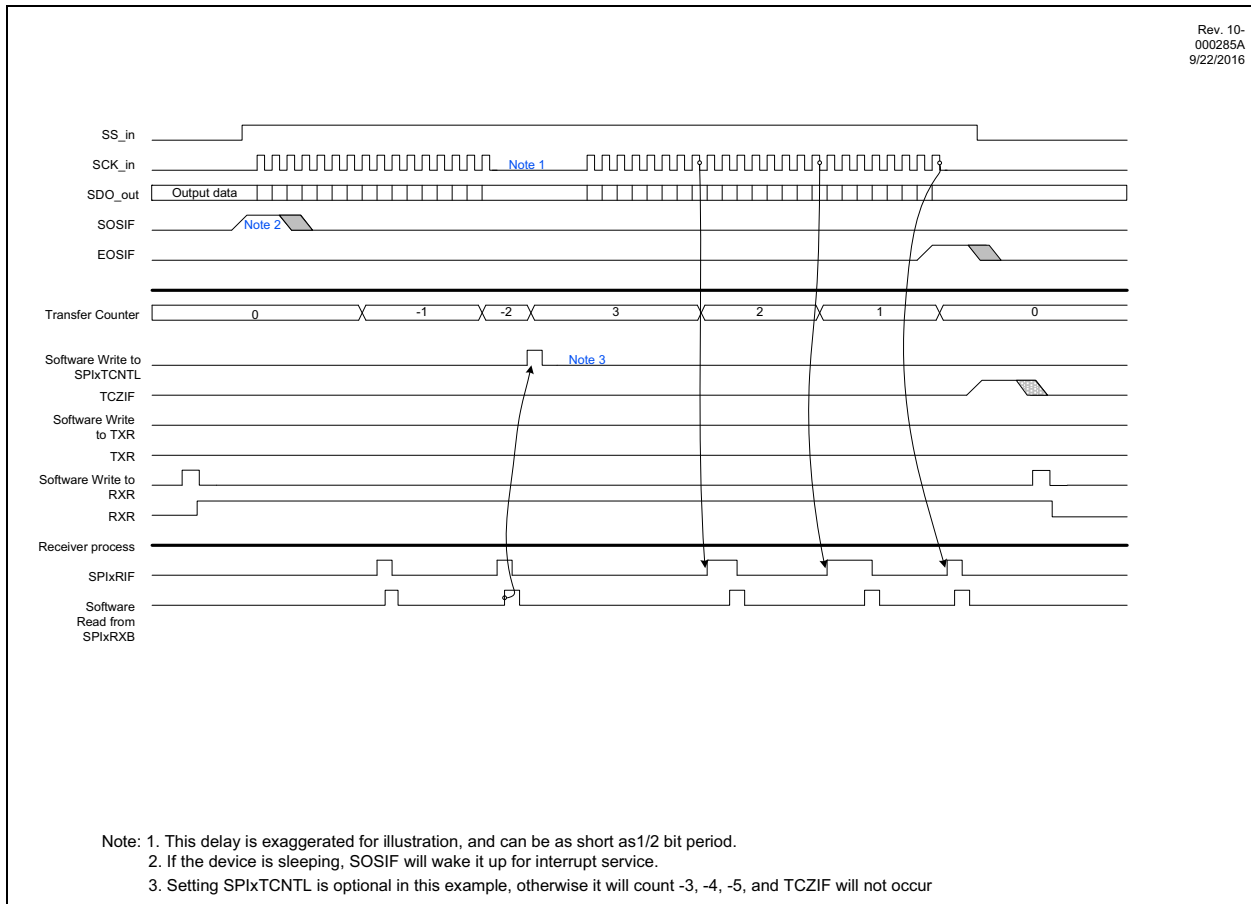 Rev. 10-
000285A
9/22/2016
SS_in
SCK_in
Note 1
SDO_out
Output data
SOSIF
Note 2
EOSIF
Transfer Counter
0
-1
-2
3
2
1
0
Software Write to
SPIxTCNTL
Note 3
TCZIF
Software Write
to TXR
TXR
Software Write to
RXR
RXR
Receiver process
SPIxRIF
Software
Read from
SPIxRXB
Note: 1. This delay is exaggerated for illustration, and can be as short as1/2 bit period.
2. If the device is sleeping, SOSIF will wake it up for interrupt service.
3. Setting SPIxTCNTL is optional in this example, otherwise it will count -3, -4, -5, and TCZIF will not occur